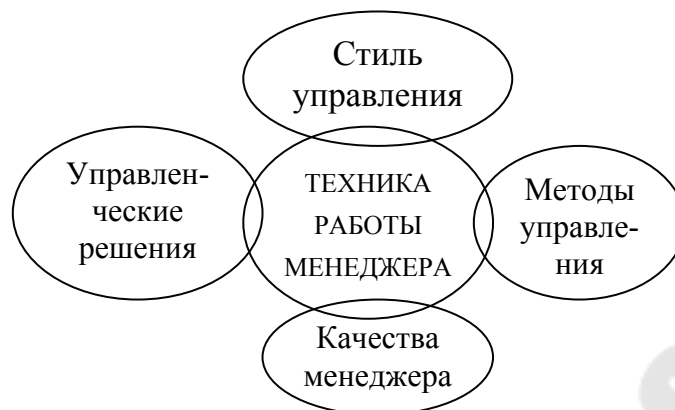 Стиль
управления
Управлен-
ческие
решения
ТЕХНИКА
РАБОТЫ
МЕНЕДЖЕРА
Методы
управле-
ния
Качества
менеджера